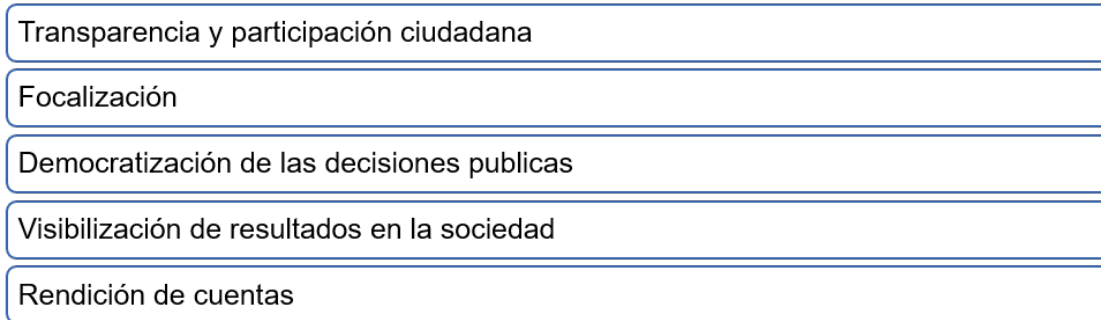 Transparencia y participación ciudadana
Focalización
Democratización de las decisiones publicas
Visibilización de resultados en la sociedad
Rendición de cuentas